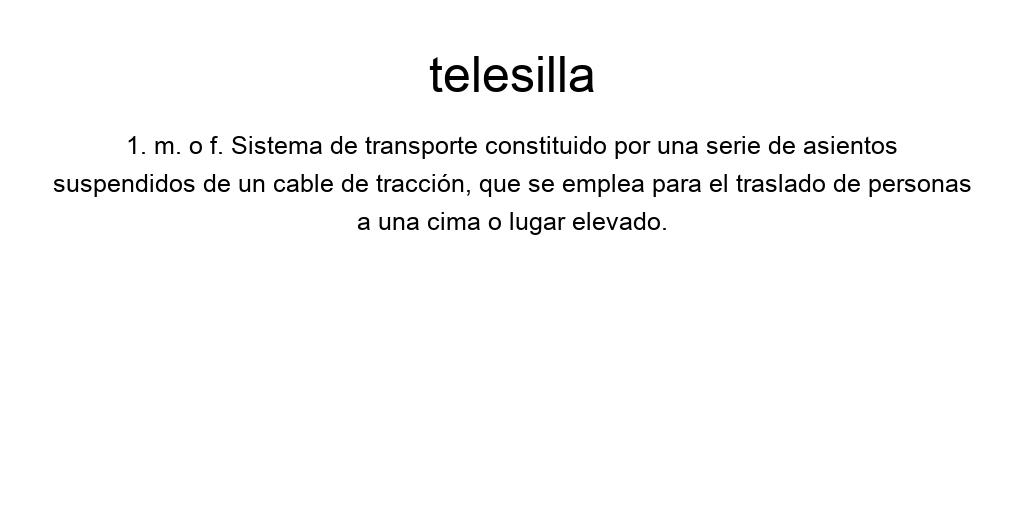 telesilla
1. m. o f. Sistema de transporte constituido por una serie de asientos
suspendidos de un cable de tracción, que se emplea para el traslado de personas
a una cima o lugar elevado.